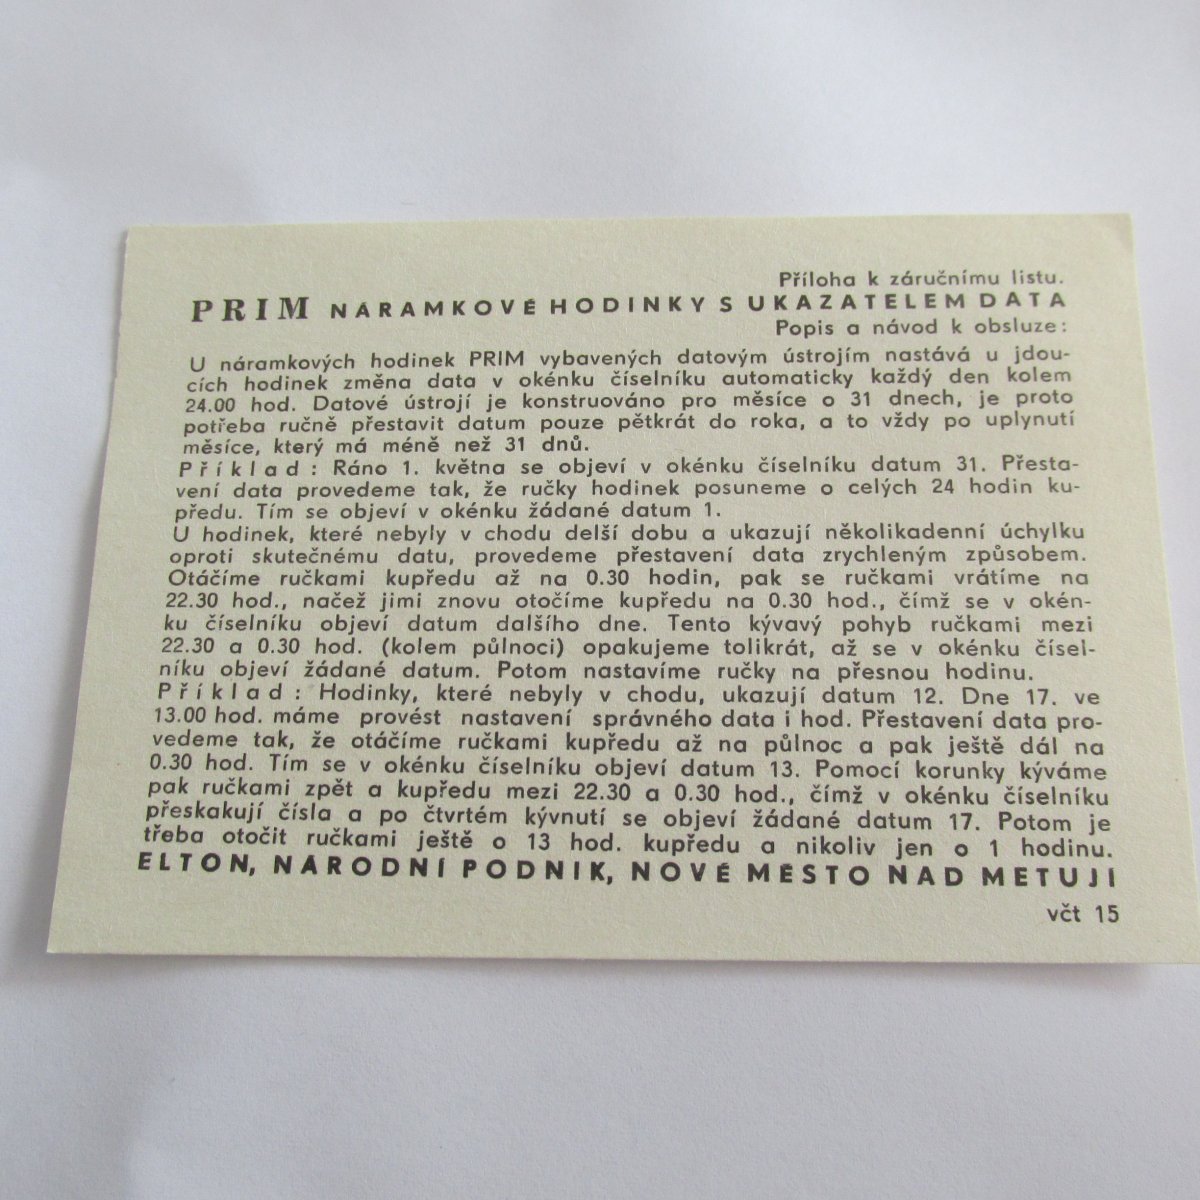 Příloha k záručnímu listu.
PRIM NÁRAMKOVÉ HODINKY S UKAZATELEM DATA
Popis a návod k obsluze:
U náramkových hodinek PRIM vybavených datovým ústrojím nastává u jdou-
cích hodinek změna data v okénku číselníku automaticky každý den kolem
24.00 hod. Datové ústrojí je konstruováno pro měsíce o 31 dnech, je proto
potřeba ručně přestavit datum pouze pětkrát do roka, a to vždy po uplynutí
měsíce, který má méně než 31 dnů.
Příklad: Ráno 1. května se objeví v okénku číselníku datum 31. Přesta-
vení data provedeme tak, že ručky hodinek posuneme o celých 24 hodin ku-
předu. Tím se objeví v okénku žádané datum 1.
U hodinek, které nebyly v chodu delší dobu a ukazují několikadenní úchylku
oproti skutečnému datu, provedeme přestavení data zrychleným způsobem.
Otáčíme ručkami kupředu až na 0.30 hodin, pak se ručkami vrátíme na
22.30 hod., načež jimi znovu otočíme kupředu na 0.30 hod., čímž se v okén-
ku číselníku objeví datum dalšího dne. Tento kývavý pohyb ručkami mezi
22.30 a 0.30 hod. (kolem půlnoci) opakujeme tolikrát, až se v okénku čísel-
níku objeví žádané datum. Potom nastavíme ručky na přesnou hodinu.
Příklad: Hodinky, které nebyly v chodu, ukazují datum 12. Dne 17. ve
13.00 hod. máme provést nastavení správného data i hod. Přestavení data pro-
vedeme tak, že otáčíme ručkami kupředu až na půlnoc a pak ještě dál na
0.30 hod. Tím se v okénku číselníku objeví datum 13. Pomocí korunky kýváme
pak ručkami zpět a kupředu mezi 22.30 a 0.30 hod., čímž v okénku číselníku
přeskakují čísla a po čtvrtém kývnutí se objeví žádané datum 17. Potom je
třeba otočit ručkami ještě o 13 hod. kupředu a nikoliv jen o 1 hodinu.
ELTON, NÁRODNÍ PODNIK, NOVÉ MĚSTO NAD METUJÍ
včt 15